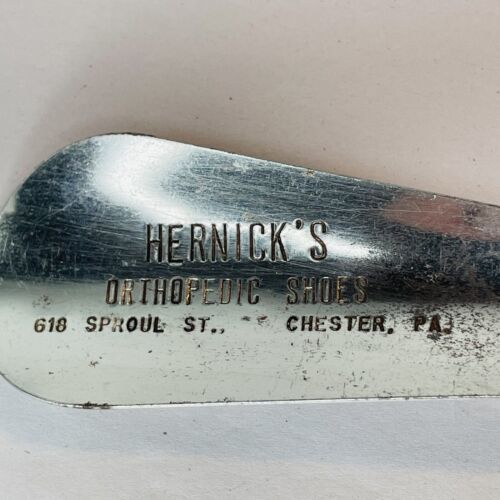 HERNICK'S
ORTHOPEDIC SHOES
618 SPROUL ST., CHESTER, PA.